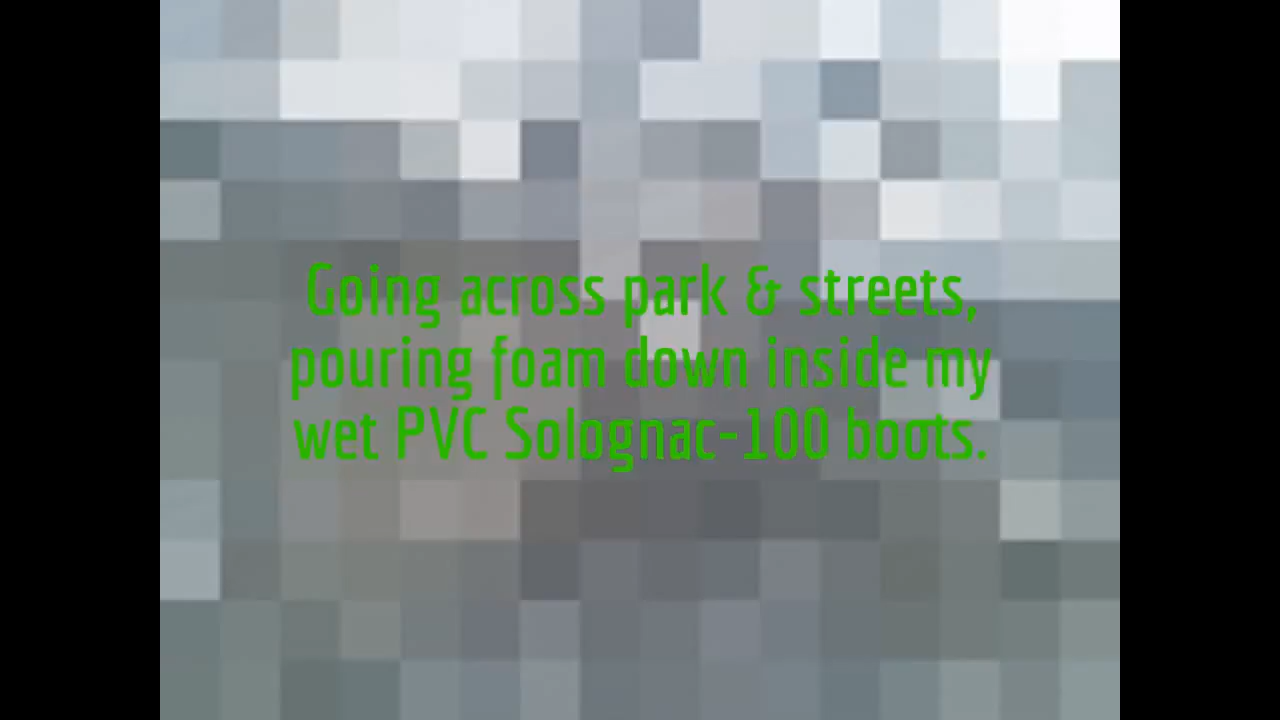 Going across park & streets,
pouring foam down inside my
wet PVC Solognac-100 boots.